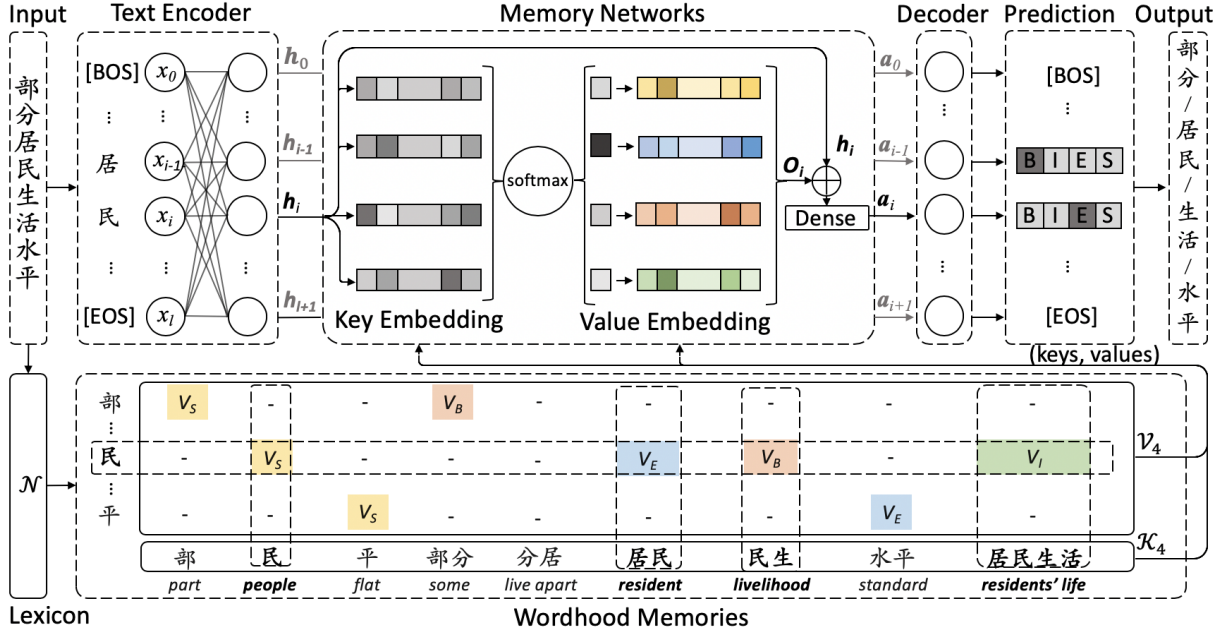 Input Text Encoder Memory Networks Decoder Prediction Output
部分居民生活水平
[BOS] x0 h0 a0 [BOS]
... ... ... ...
居 xi-1 hi-1 ai-1 B I E S
民 xi hi softmax Oi hi ai B I E S
Dense
... ... ... ...
[EOS] xl hl+1 ai+1 [EOS]
部分/居民/生活/水平
Key Embedding Value Embedding
(keys, values)
部 VS - - VB - - - - -
...
民 - VS - - - VE VB - VI 𝒱4
...
平 - - VS - - - - VE -
𝒩
部 民 平 部分 分居 居民 民生 水平 居民生活 𝒦4
part people flat some live apart resident livelihood standard residents' life
Lexicon Wordhood Memories